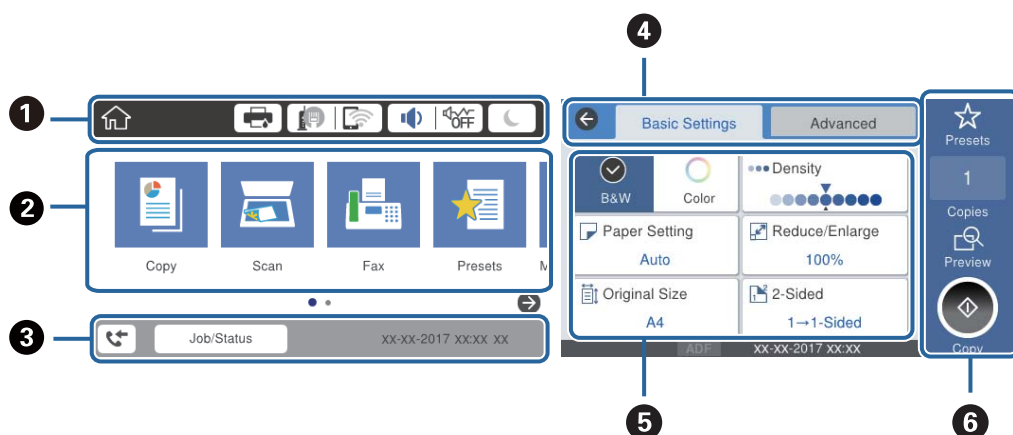 4
1
OFF
Basic Settings
Advanced
Presets
B&W
Color
Density
1
Copies
2
Paper Setting
Auto
Reduce/Enlarge
100%
Preview
Copy
Scan
Fax
Presets
M
Original Size
A4
2-Sided
1→1-Sided
3
Job/Status
XX-XX-2017 XX:XX XX
ADF
XX-XX-2017 XX:XX
Copy
5
6